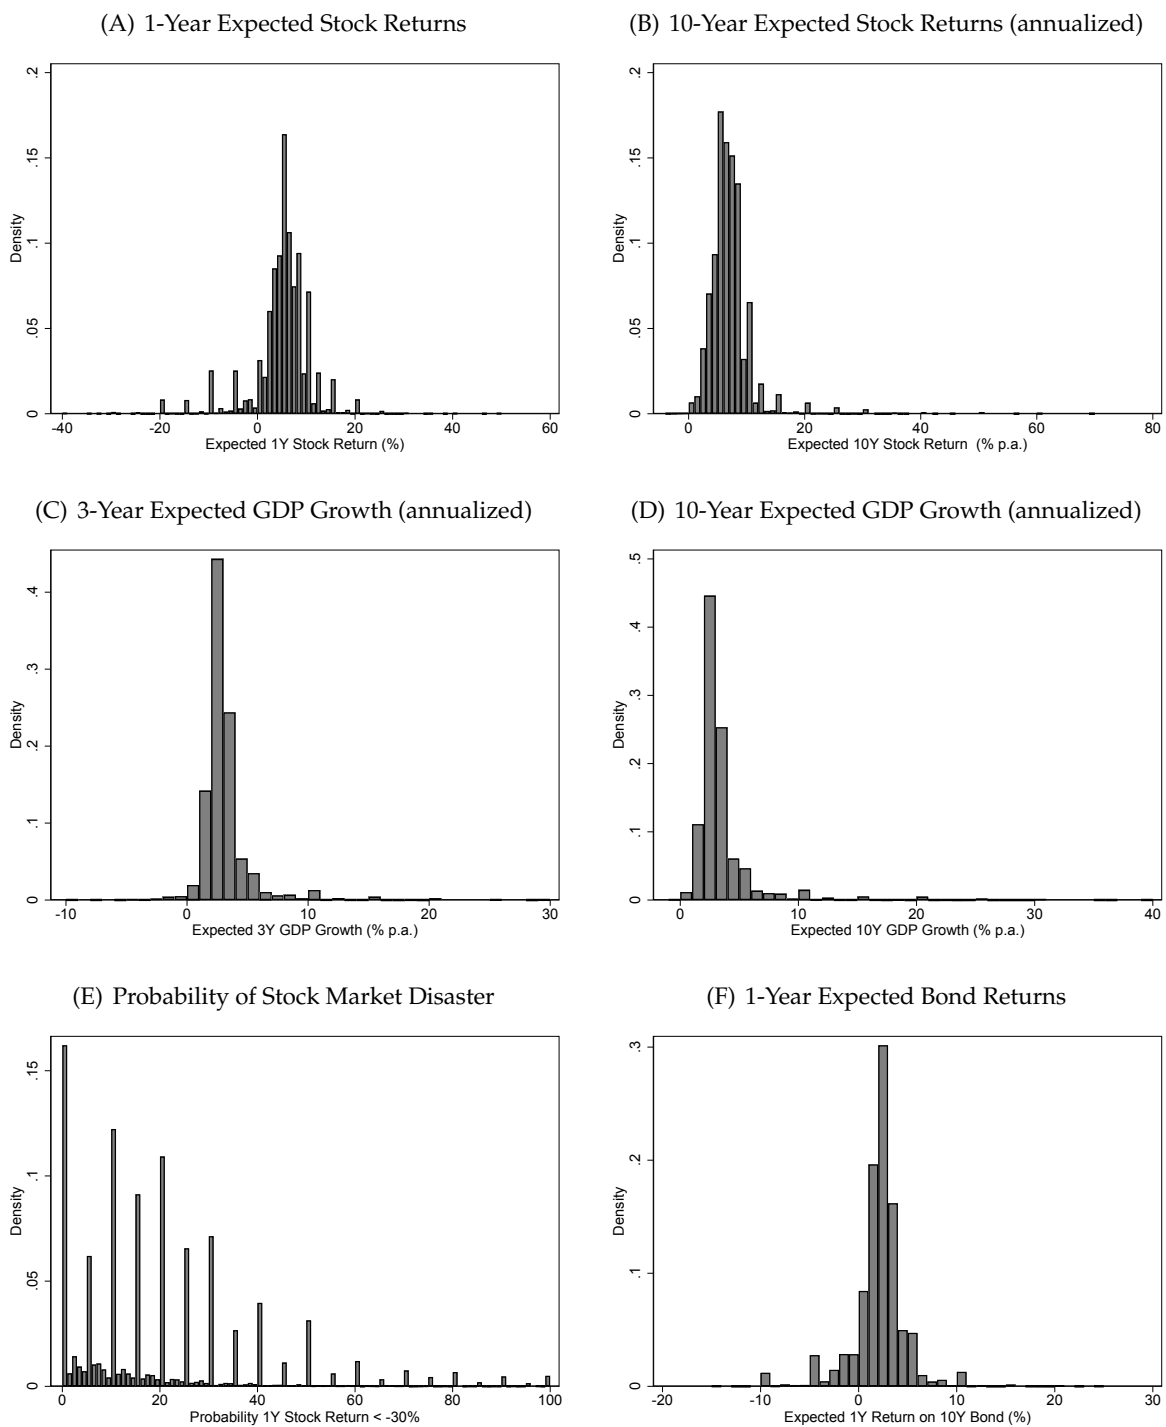 (A) 1-Year Expected Stock Returns
Density
.2
.15
.1
.05
0
-40 -20 0 20 40 60
Expected 1Y Stock Return (%)
(B) 10-Year Expected Stock Returns (annualized)
Density
.2
.15
.1
.05
0
0 20 40 60 80
Expected 10Y Stock Return (% p.a.)
(C) 3-Year Expected GDP Growth (annualized)
Density
.4
.3
.2
.1
0
-10 0 10 20 30
Expected 3Y GDP Growth (% p.a.)
(D) 10-Year Expected GDP Growth (annualized)
Density
.5
.4
.3
.2
.1
0
0 10 20 30 40
Expected 10Y GDP Growth (% p.a.)
(E) Probability of Stock Market Disaster
Density
.15
.1
.05
0
0 20 40 60 80 100
Probability 1Y Stock Return < -30%
(F) 1-Year Expected Bond Returns
Density
.3
.2
.1
0
-20 -10 0 10 20 30
Expected 1Y Return on 10Y Bond (%)